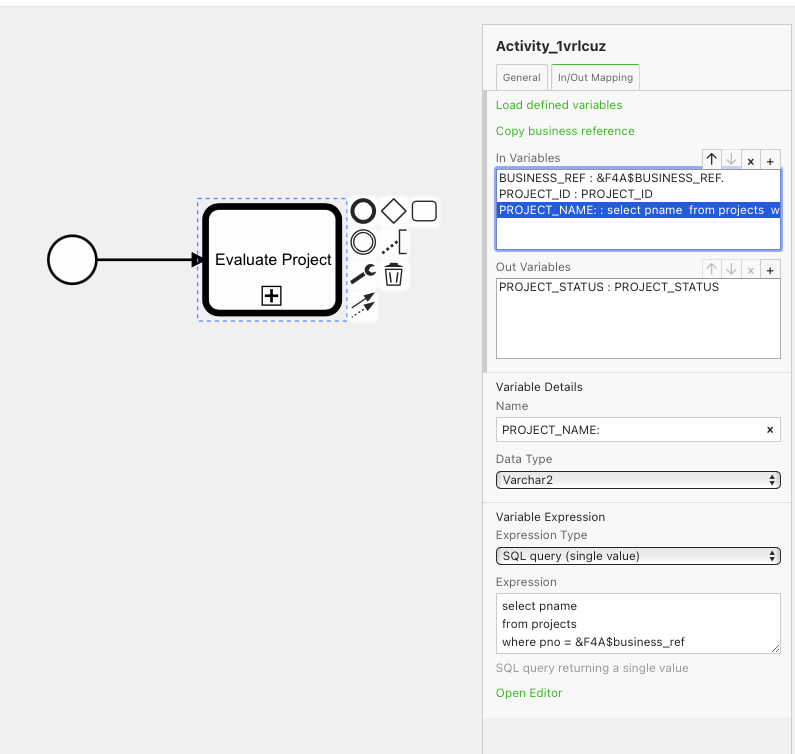 Activity_1vrlcuz
General
In/Out Mapping
Load defined variables
Copy business reference
In Variables
BUSINESS_REF : &F4A$BUSINESS_REF.
PROJECT_ID : PROJECT_ID
PROJECT_NAME: : select pname  from projects  w
Out Variables
PROJECT_STATUS : PROJECT_STATUS
Evaluate Project
Variable Details
Name
PROJECT_NAME:
Data Type
Varchar2
Variable Expression
Expression Type
SQL query (single value)
Expression
select pname
from projects
where pno = &F4A$business_ref
SQL query returning a single value
Open Editor